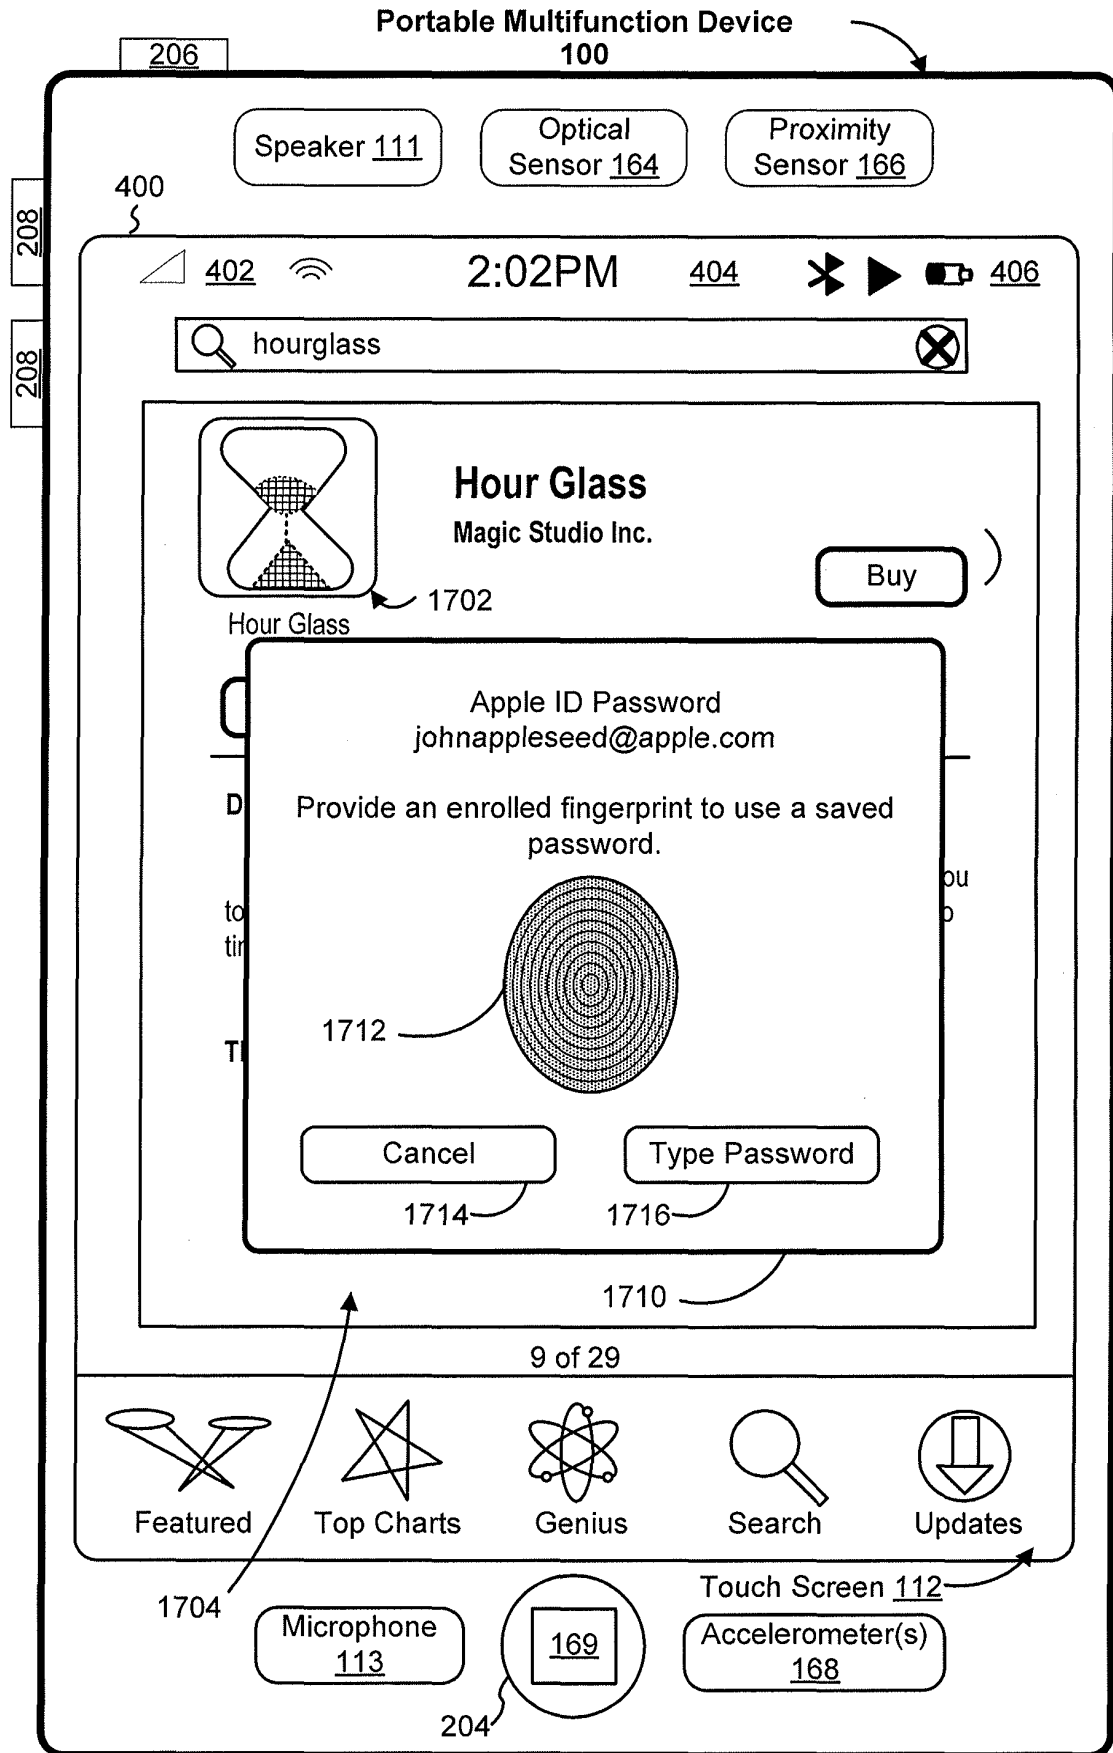 Portable Multifunction Device
100
206
Speaker 111
Optical
Sensor 164
Proximity
Sensor 166
400
208
402
2:02PM
404
406
208
hourglass
Hour Glass
Magic Studio Inc.
Buy
1702
Hour Glass
Apple ID Password
johnappleseed@apple.com
D
Provide an enrolled fingerprint to use a saved
password.
ou
to
o
tir
1712
Th
Cancel
Type Password
1714
1716
1710
9 of 29
Featured
Top Charts
Genius
Search
Updates
1704
Touch Screen 112
Microphone
113
169
Accelerometer(s)
168
204